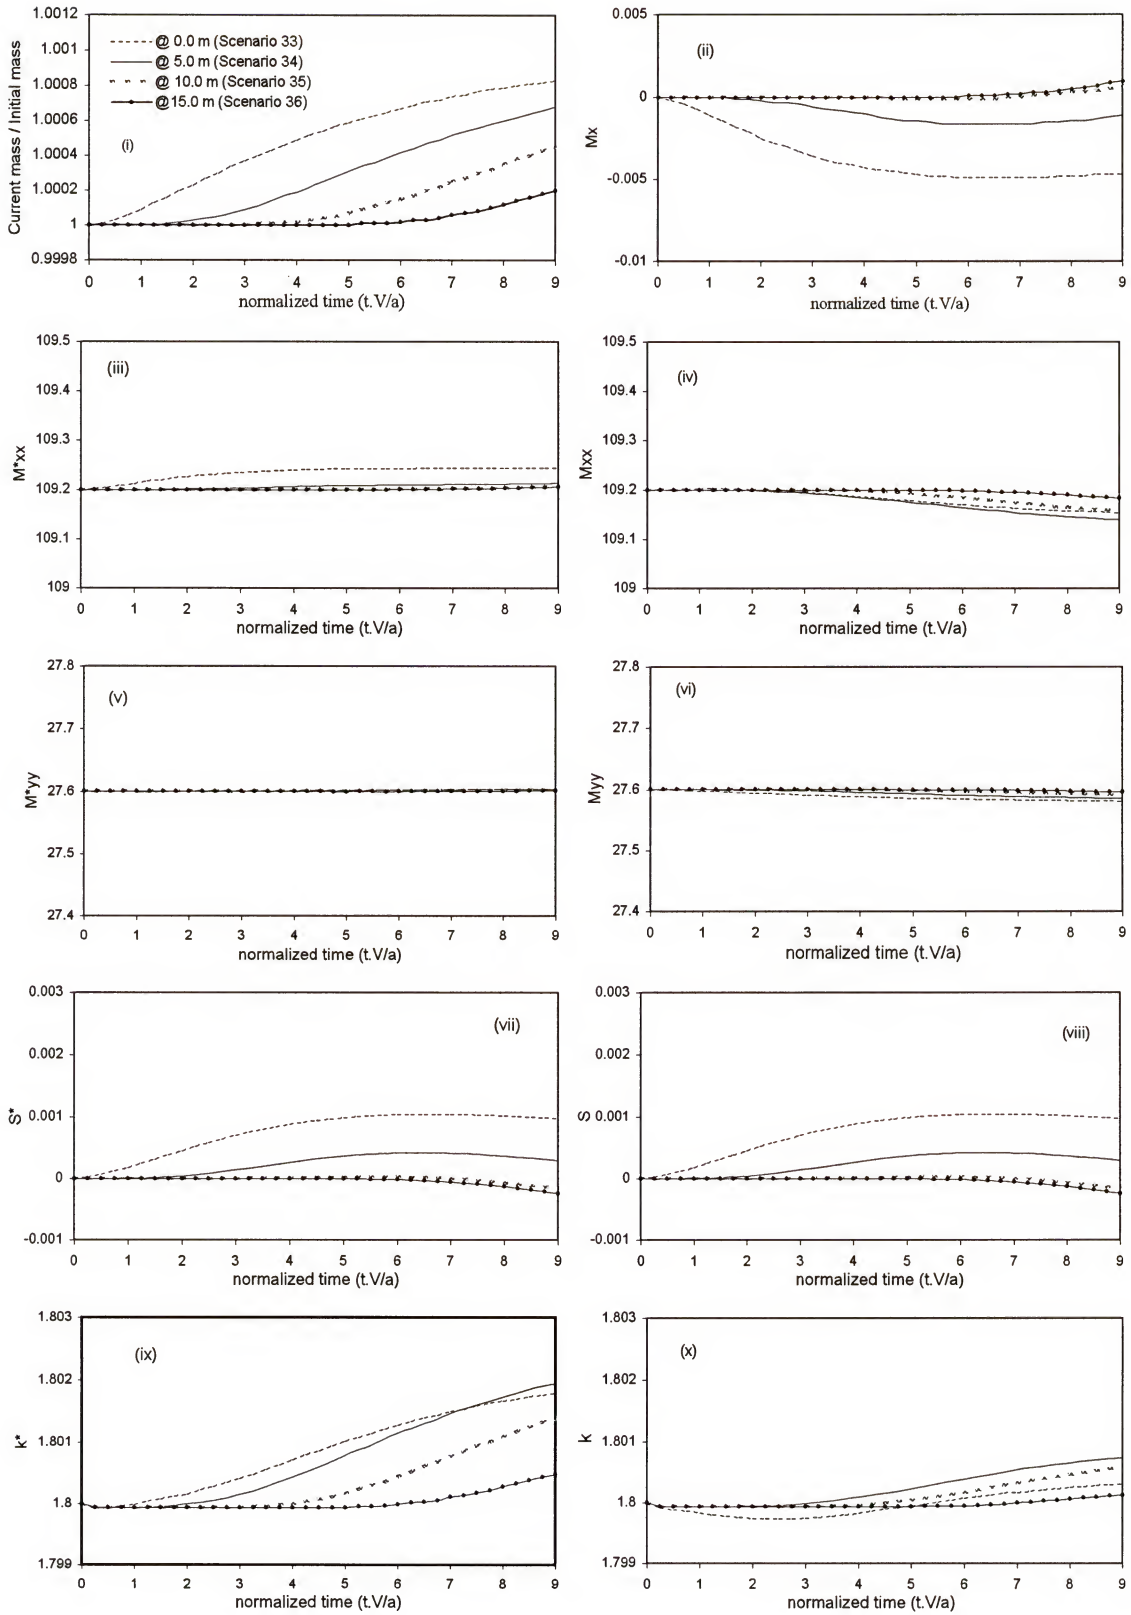 1.0012
1.001
1.0008
1.0006
1.0004
1.0002
1
0.9998
Current mass / Initial mass
@ 0.0 m (Scenario 33)
@ 5.0 m (Scenario 34)
@ 10.0 m (Scenario 35)
@15.0 m (Scenario 36)
(i)
0 1 2 3 4 5 6 7 8 9
normalized time (t.V/a)
0.005
0
-0.005
-0.01
Mx
(ii)
0 1 2 3 4 5 6 7 8 9
normalized time (t.V/a)
109.5
109.4
109.3
109.2
109.1
109
M*xx
(iii)
0 1 2 3 4 5 6 7 8 9
normalized time (t.V/a)
109.5
109.4
109.3
109.2
109.1
109
Mxx
(iv)
0 1 2 3 4 5 6 7 8 9
normalized time (t.V/a)
27.8
27.7
27.6
27.5
27.4
M*yy
(v)
0 1 2 3 4 5 6 7 8 9
normalized time (t.V/a)
27.8
27.7
27.6
27.5
27.4
Myy
(vi)
0 1 2 3 4 5 6 7 8 9
normalized time (t.V/a)
0.003
0.002
0.001
0
-0.001
S*
(vii)
0 1 2 3 4 5 6 7 8 9
normalized time (t.V/a)
0.003
0.002
0.001
0
-0.001
S
(viii)
0 1 2 3 4 5 6 7 8 9
normalized time (t.V/a)
1.803
1.802
1.801
1.8
1.799
k*
(ix)
0 1 2 3 4 5 6 7 8 9
normalized time (t.V/a)
1.803
1.802
1.801
1.8
1.799
k
(x)
0 1 2 3 4 5 6 7 8 9
normalized time (t.V/a)